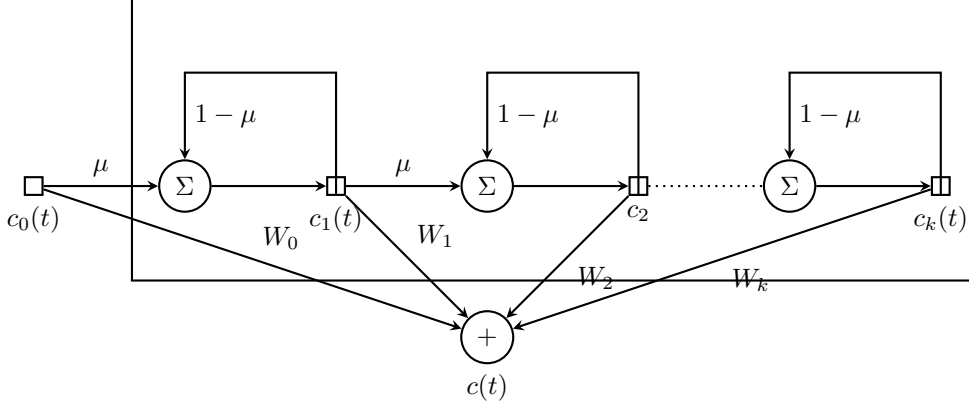 1 − μ
1 − μ
1 − μ
μ
Σ
μ
Σ
Σ
c₀(t)
c₁(t)
c₂
cₖ(t)
W₀
W₁
W₂
Wₖ
+
c(t)